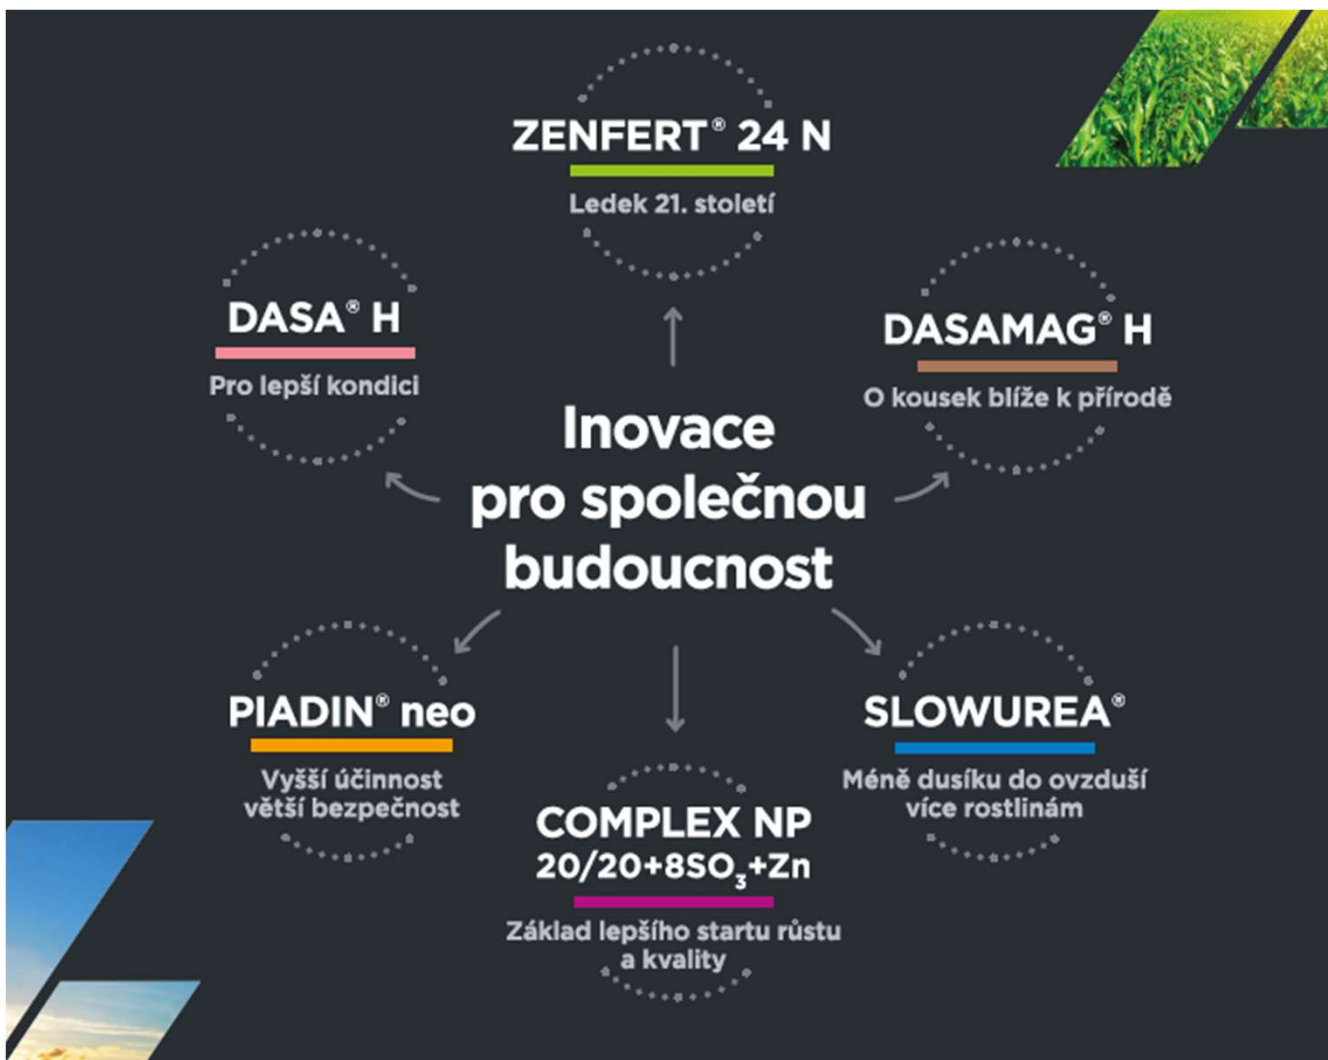 ZENFERT® 24 N
Ledek 21. století
DASA® H
Pro lepší kondici
DASAMAG® H
O kousek blíže k přírodě
Inovace
pro společnou
budoucnost
PIADIN® neo
Vyšší účinnost
větší bezpečnost
SLOWUREA®
Méně dusíku do ovzduší
více rostlinám
COMPLEX NP
20/20+8SO₃+Zn
Základ lepšího startu růstu
a kvality